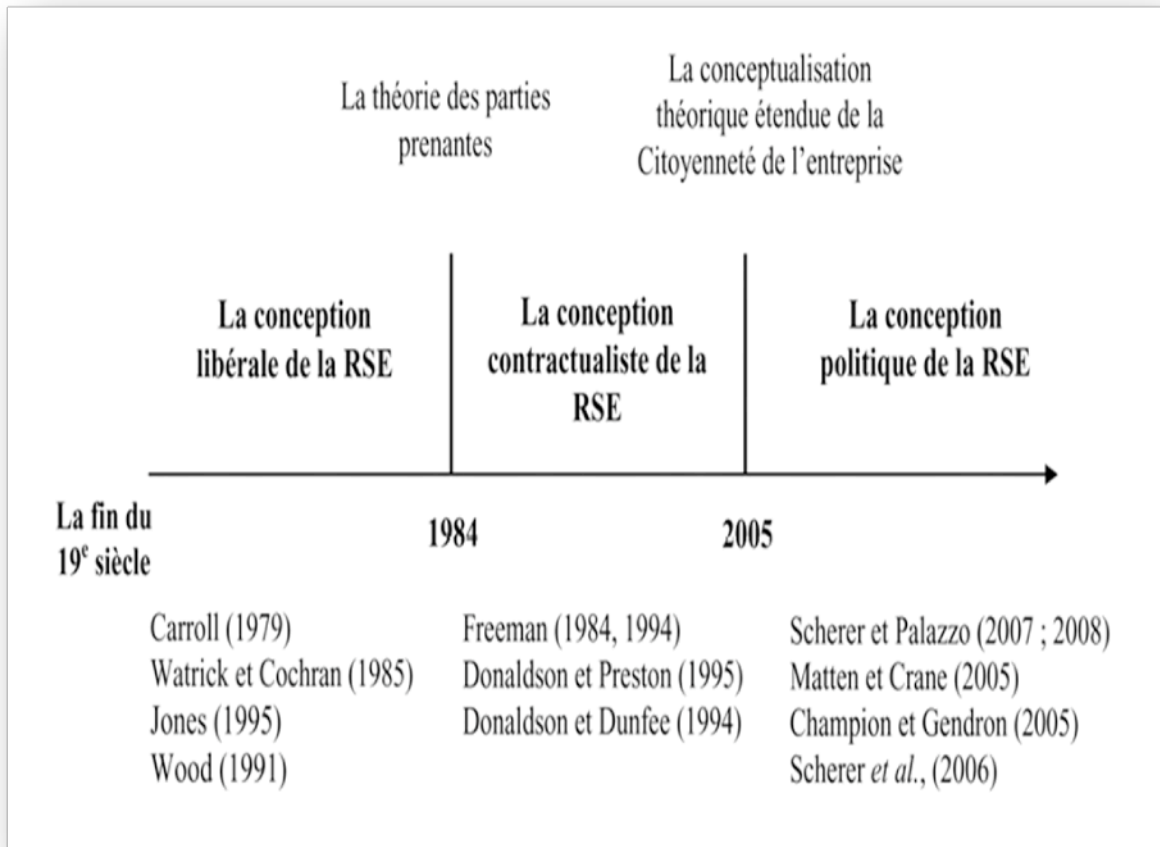 La théorie des parties
prenantes
La conceptualisation
théorique étendue de la
Citoyenneté de l'entreprise
La conception
libérale de la RSE
La conception
contractualiste de la
RSE
La conception
politique de la RSE
La fin du
19e siècle
1984
2005
Carroll (1979)
Watrick et Cochran (1985)
Jones (1995)
Wood (1991)
Freeman (1984, 1994)
Donaldson et Preston (1995)
Donaldson et Dunfee (1994)
Scherer et Palazzo (2007 ; 2008)
Matten et Crane (2005)
Champion et Gendron (2005)
Scherer et al., (2006)